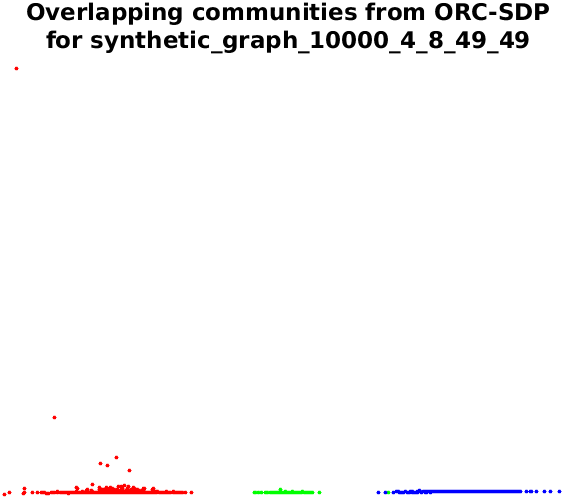 Overlapping communities from ORC-SDP
for synthetic_graph_10000_4_8_49_49